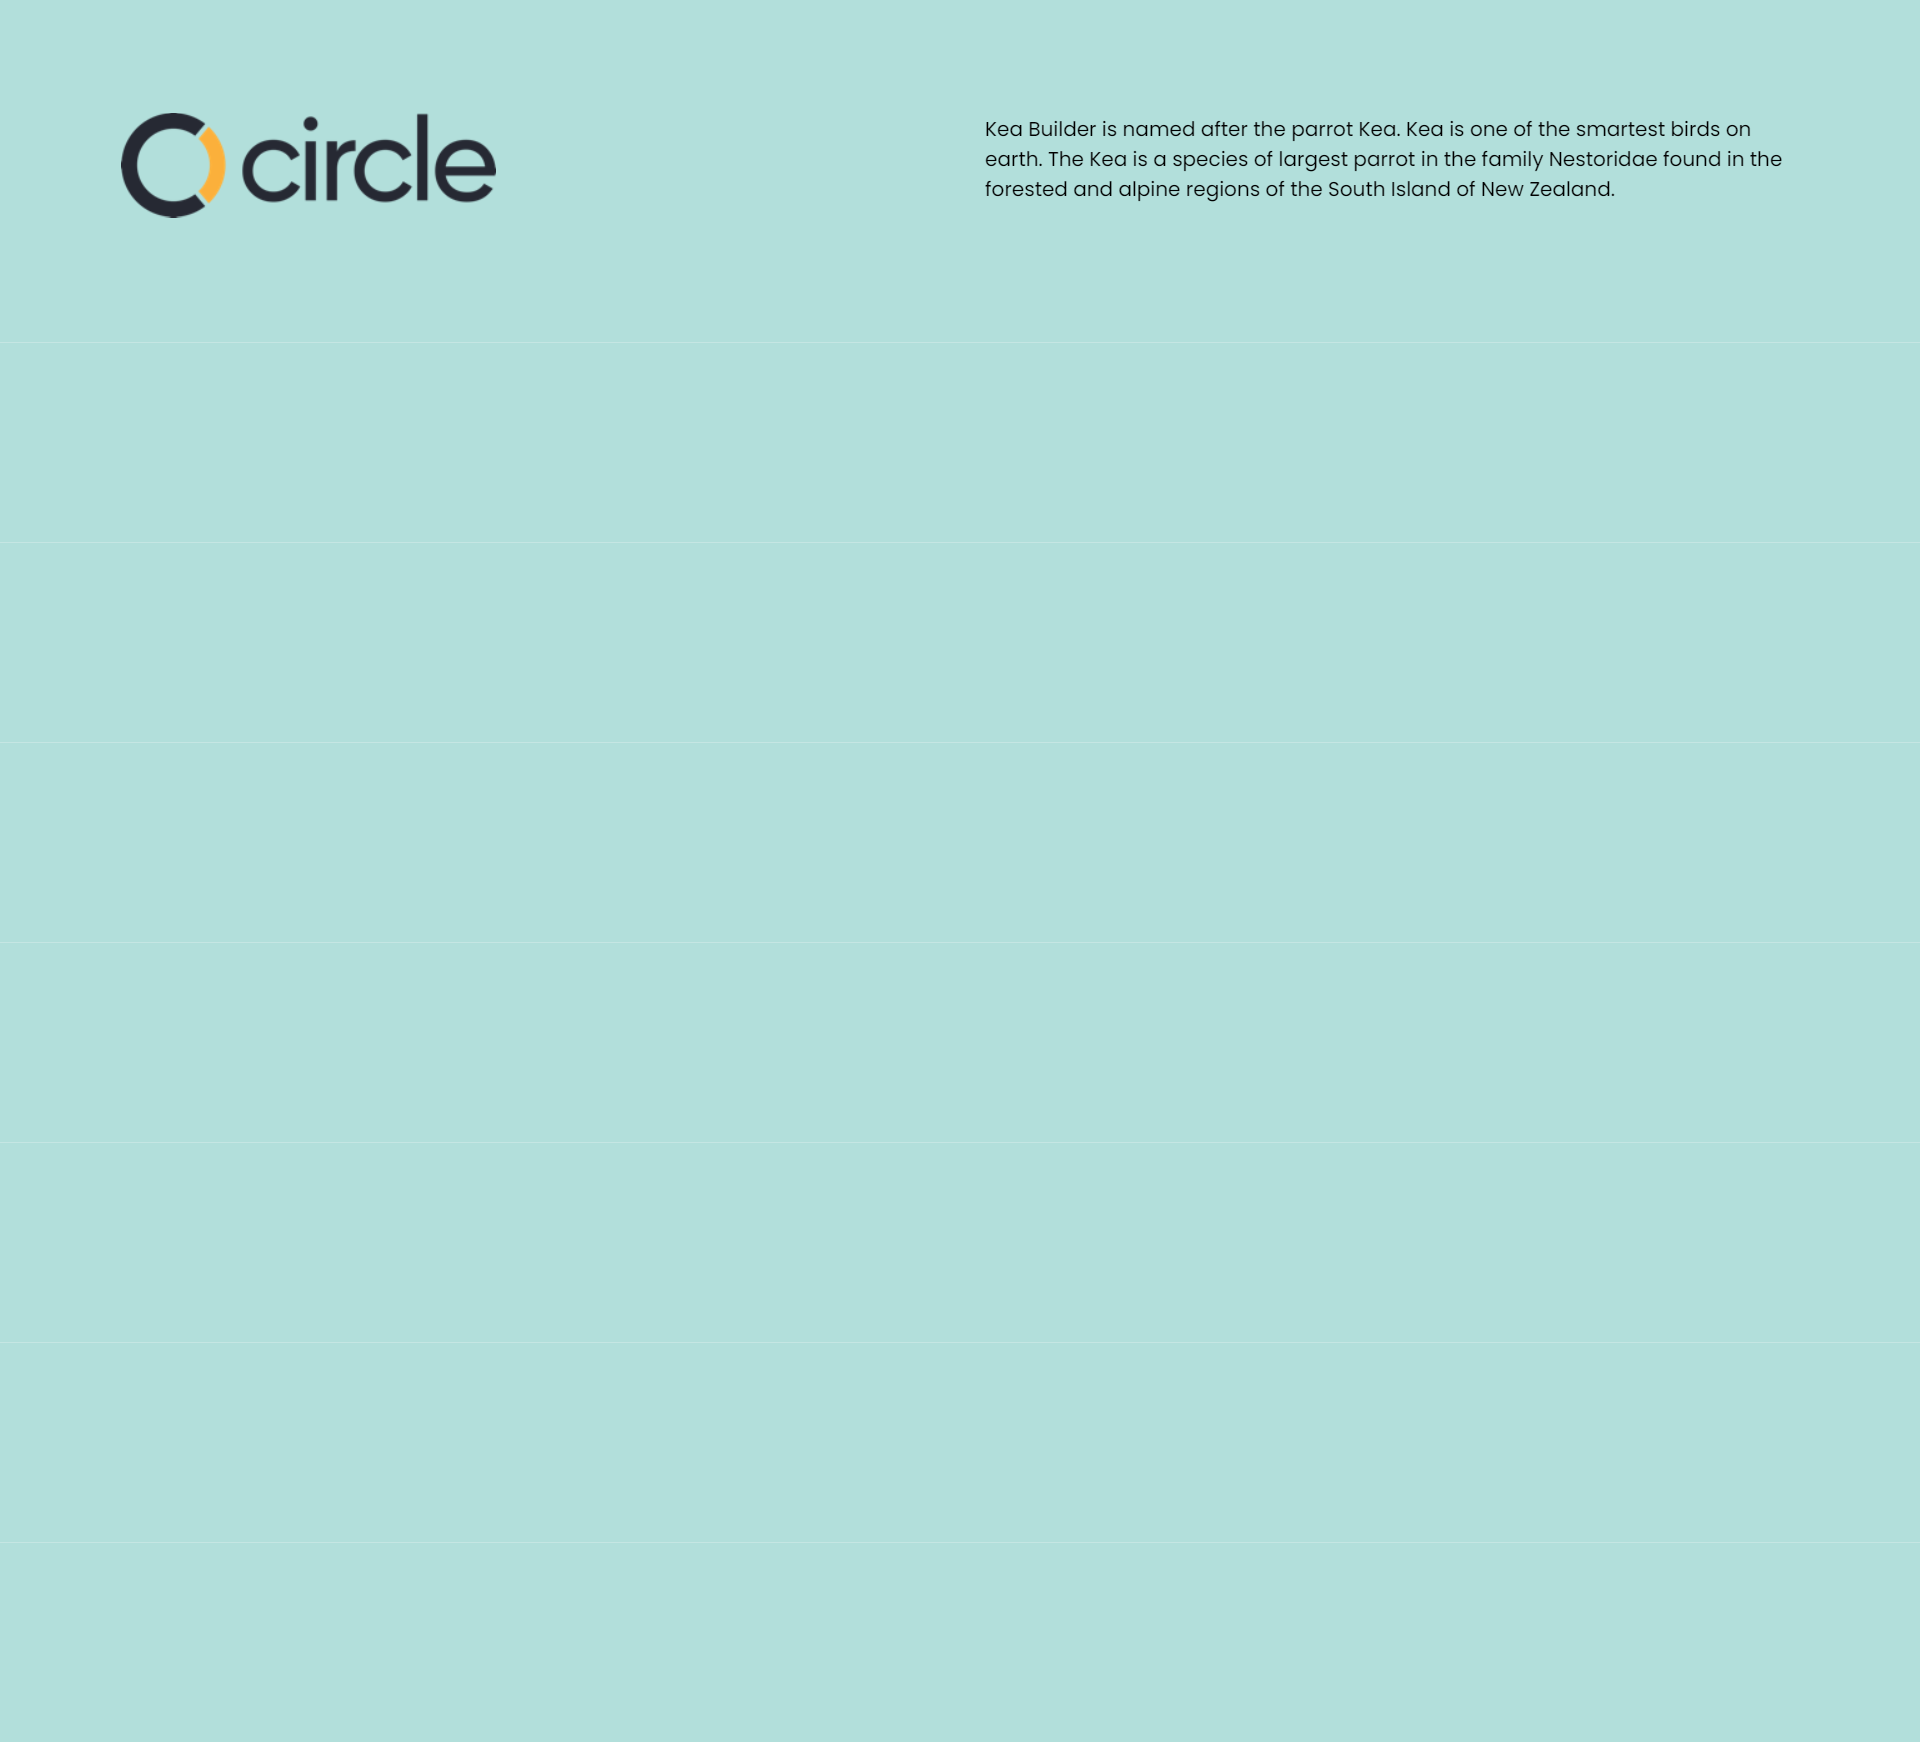 circle
Kea Builder is named after the parrot Kea. Kea is one of the smartest birds on
earth. The Kea is a species of largest parrot in the family Nestoridae found in the
forested and alpine regions of the South Island of New Zealand.